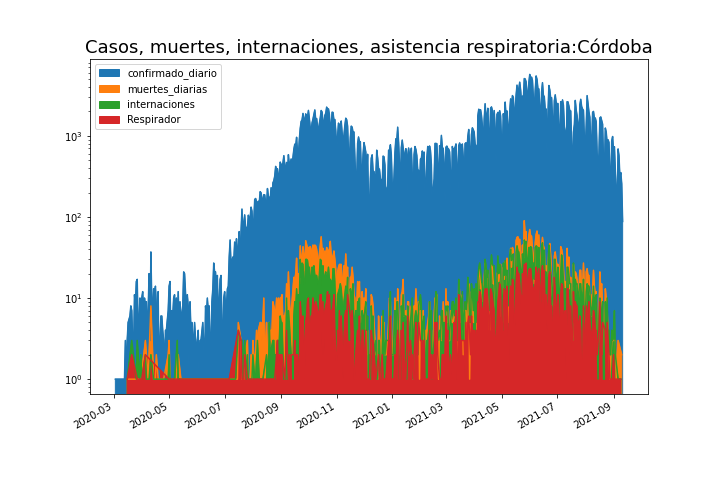 Casos, muertes, internaciones, asistencia respiratoria:Córdoba
confirmado_diario
muertes_diarias
internaciones
Respirador
10³
10²
10¹
10⁰
2020-03 2020-05 2020-07 2020-09 2020-11 2021-01 2021-03 2021-05 2021-07 2021-09